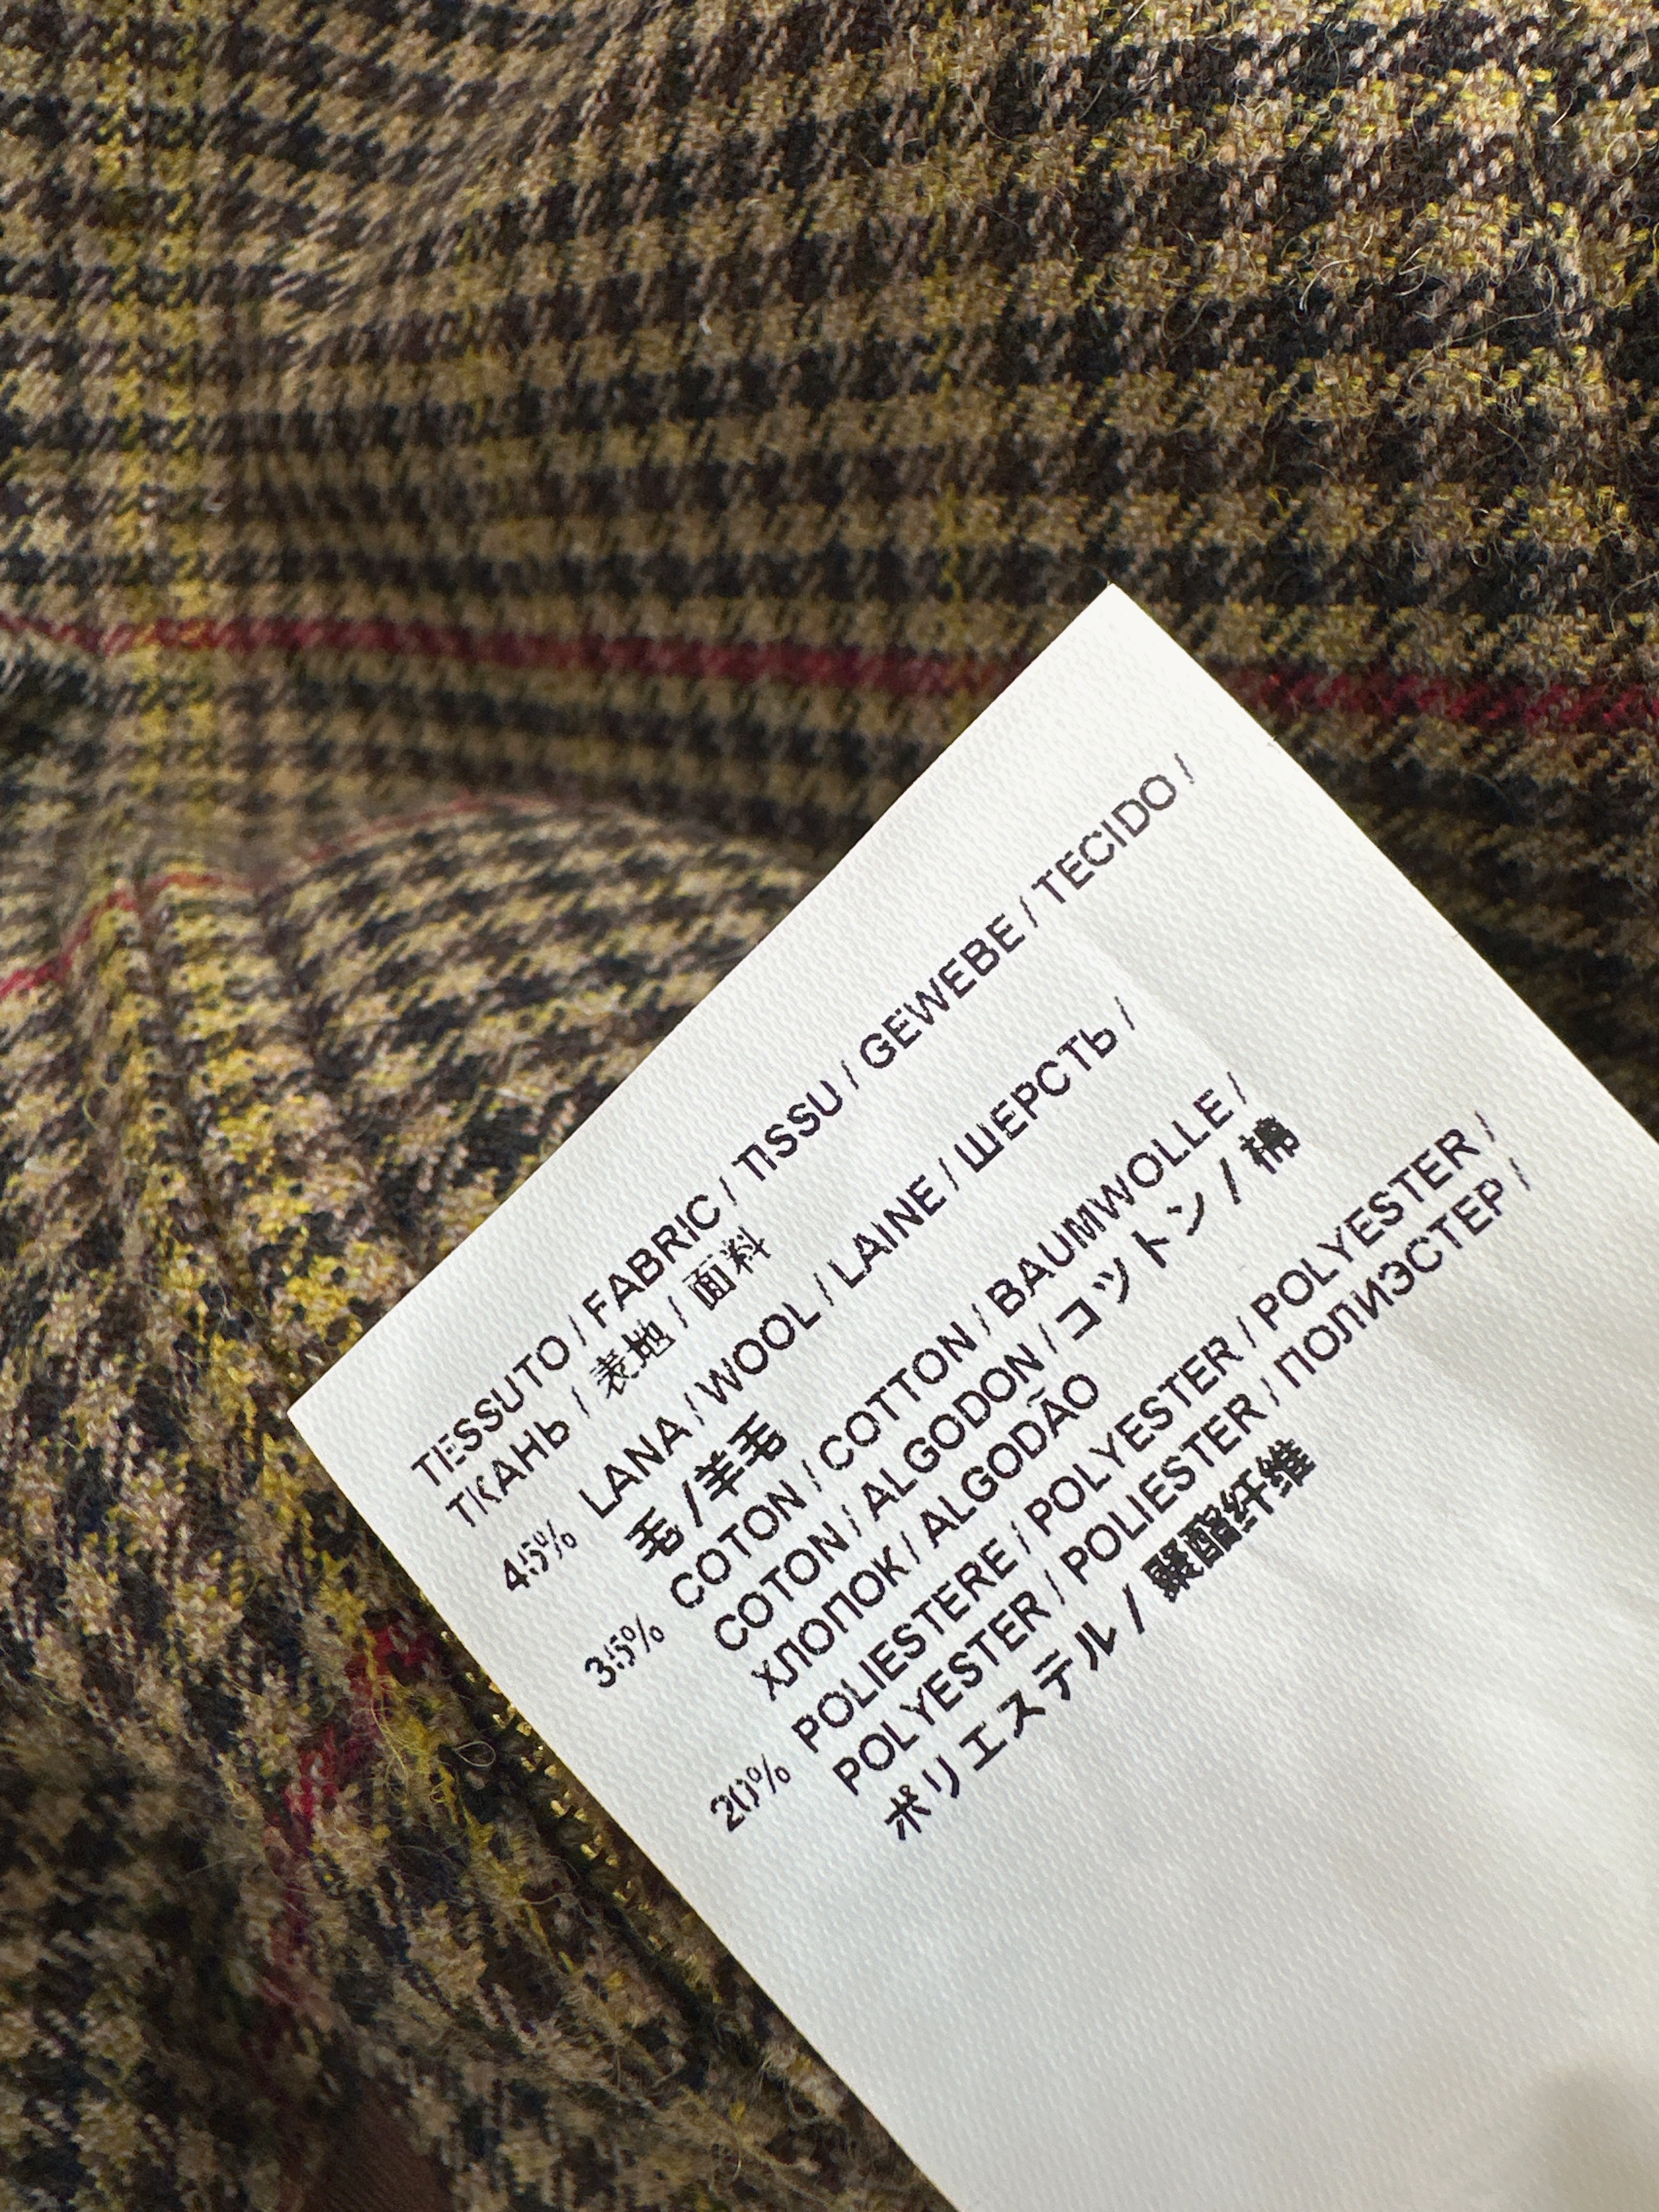 TESSUTO / FABRIC / TISSU / GEWEBE / TECIDO /
ТКАНЬ / 表地 / 面料
45% LANA / WOOL / LAINE / ШЕРСТЬ /
毛 / 羊毛
35% COTON / COTTON / BAUMWOLLE /
COTON / ALGODON / コットン / 棉
ХЛОПОК / ALGODÃO
20% POLIESTERE / POLYESTER / POLYESTER /
POLYESTER / POLIESTER / ПОЛИЭСТЕР /
ポリエステル / 聚酯纤维